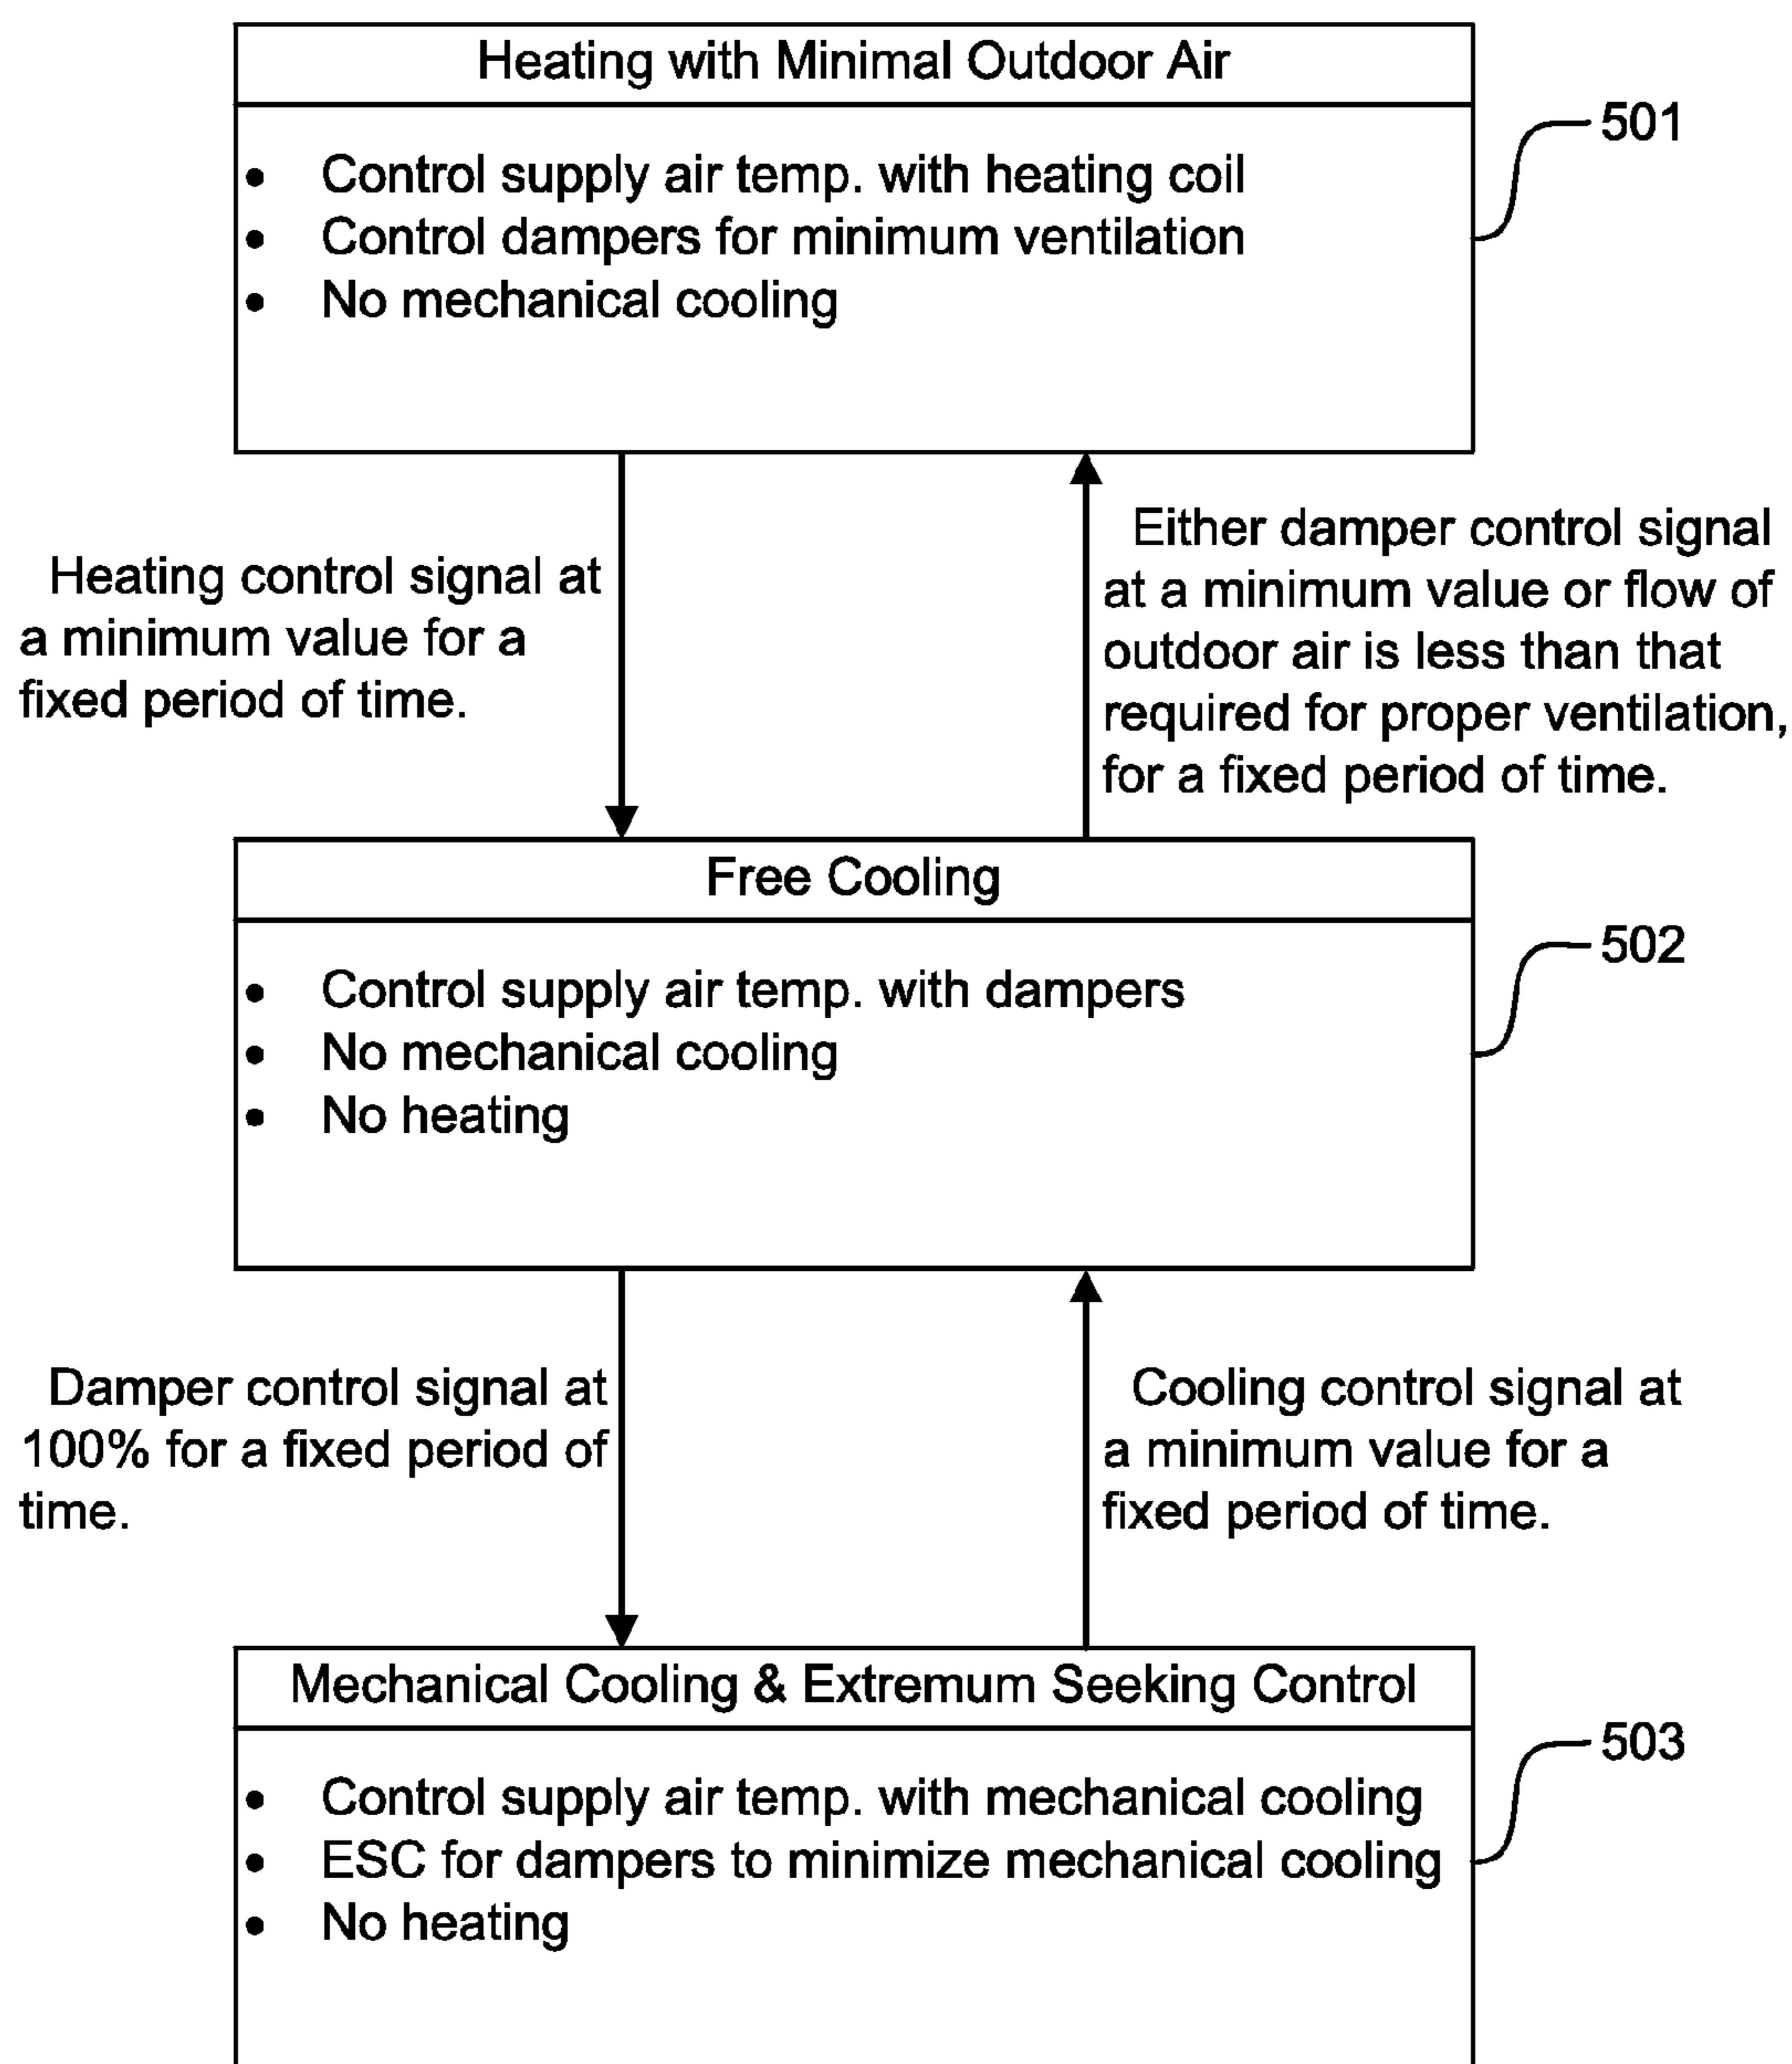 Heating with Minimal Outdoor Air
501
• Control supply air temp. with heating coil
• Control dampers for minimum ventilation
• No mechanical cooling
Heating control signal at
a minimum value for a
fixed period of time.
Either damper control signal
at a minimum value or flow of
outdoor air is less than that
required for proper ventilation,
for a fixed period of time.
Free Cooling
502
• Control supply air temp. with dampers
• No mechanical cooling
• No heating
Damper control signal at
100% for a fixed period of
time.
Cooling control signal at
a minimum value for a
fixed period of time.
Mechanical Cooling & Extremum Seeking Control
503
• Control supply air temp. with mechanical cooling
• ESC for dampers to minimize mechanical cooling
• No heating